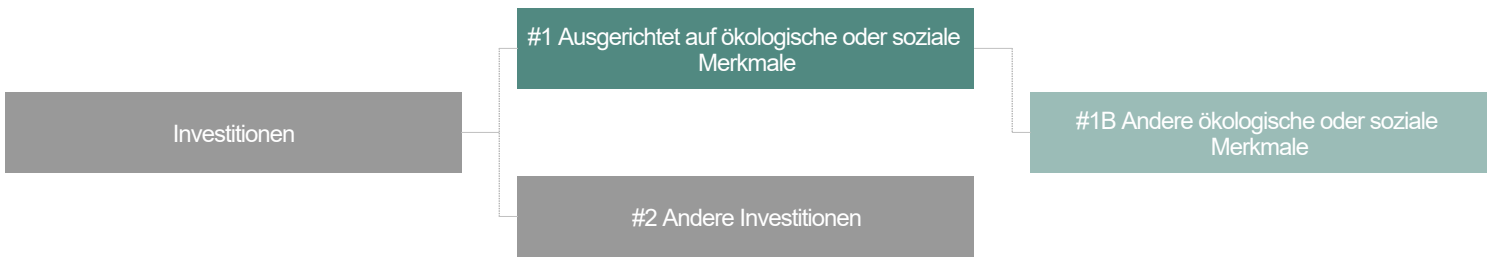 #1 Ausgerichtet auf ökologische oder soziale
Merkmale
Investitionen
#1B Andere ökologische oder soziale
Merkmale
#2 Andere Investitionen